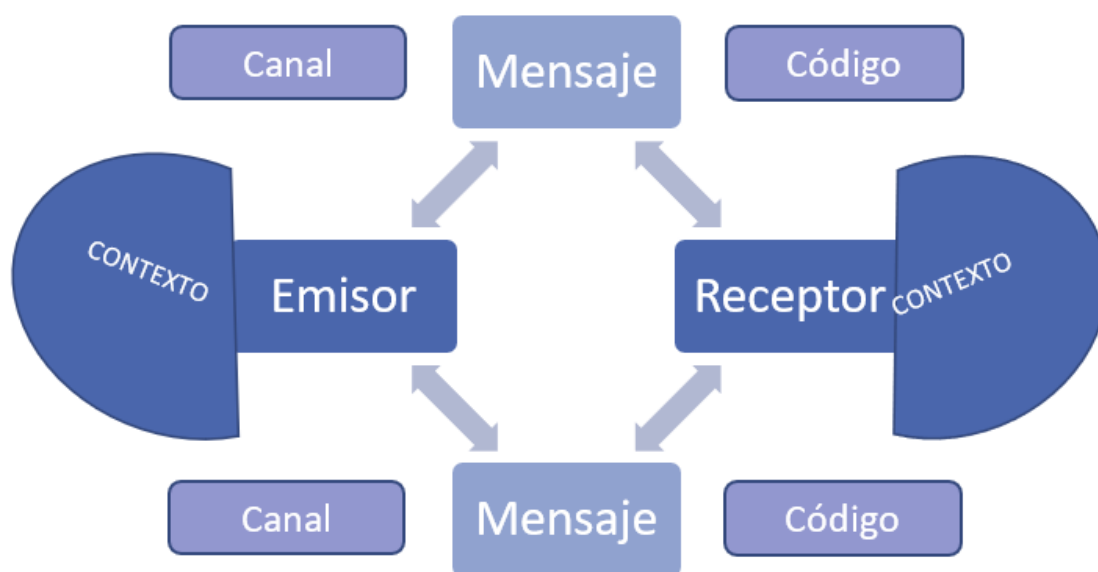 Canal
Mensaje
Código
CONTEXTO
Emisor
Receptor
CONTEXTO
Canal
Mensaje
Código